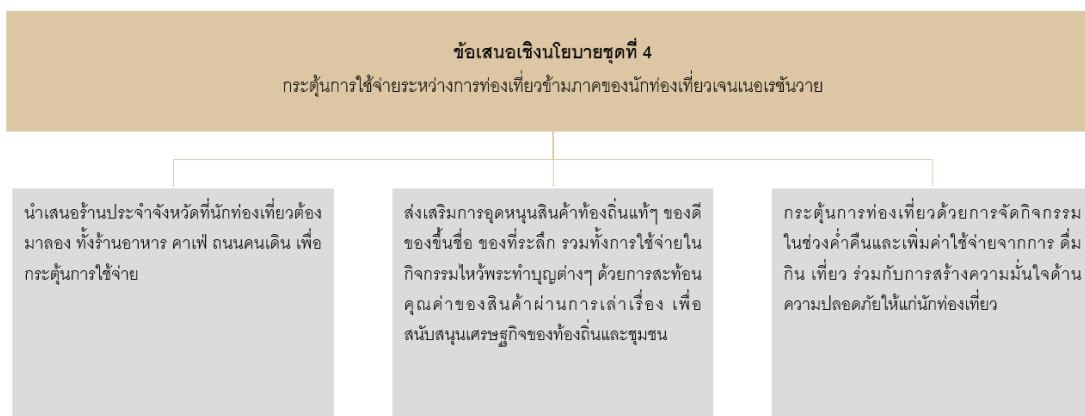 ข้อเสนอเชิงนโยบายชุดที่ 4
กระตุ้นการใช้จ่ายระหว่างการท่องเที่ยวข้ามภาคของนักท่องเที่ยวเจนเนอเรชันวาย
นำเสนอร้านประจำจังหวัดที่นักท่องเที่ยวต้อง
มาลอง ทั้งร้านอาหาร คาเฟ่ ถนนคนเดิน เพื่อ
กระตุ้นการใช้จ่าย
ส่งเสริมการอุดหนุนสินค้าท้องถิ่นแท้ๆ ของดี
ของขึ้นชื่อ ของที่ระลึก รวมทั้งการใช้จ่ายใน
กิจกรรมไหว้พระทำบุญต่างๆ ด้วยการสะท้อน
คุณค่าของสินค้าผ่านการเล่าเรื่อง เพื่อ
สนับสนุนเศรษฐกิจของท้องถิ่นและชุมชน
กระตุ้นการท่องเที่ยวด้วยการจัดกิจกรรม
ในช่วงค่ำคืนและเพิ่มค่าใช้จ่ายจากการ ดื่ม
กิน เที่ยว ร่วมกับการสร้างความมั่นใจด้าน
ความปลอดภัยให้แก่นักท่องเที่ยว